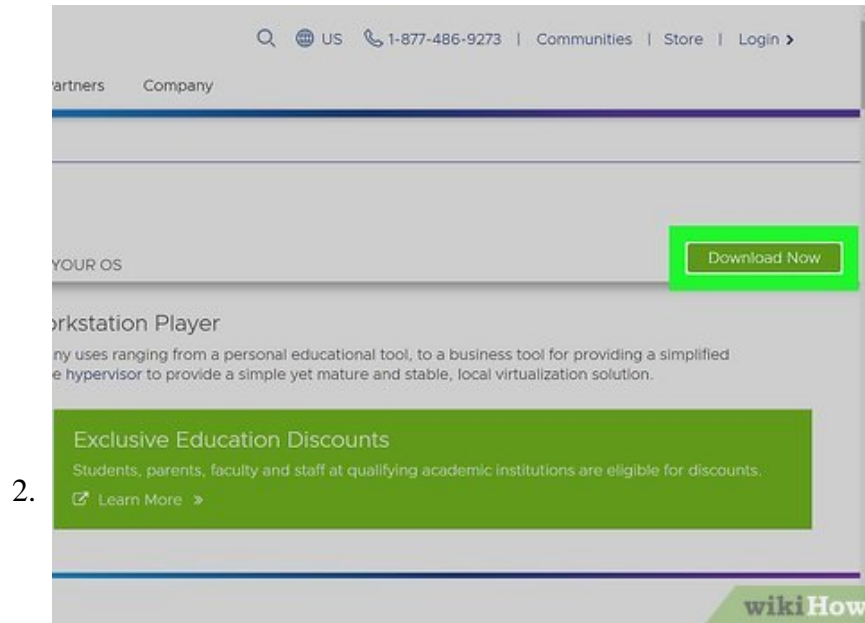 US 1-877-486-9273 | Communities | Store | Login >
artners Company
YOUR OS
Download Now
rkstation Player
ny uses ranging from a personal educational tool, to a business tool for providing a simplified
e hypervisor to provide a simple yet mature and stable, local virtualization solution.
Exclusive Education Discounts
Students, parents, faculty and staff at qualifying academic institutions are eligible for discounts.
2.
Learn More »
wikiHow